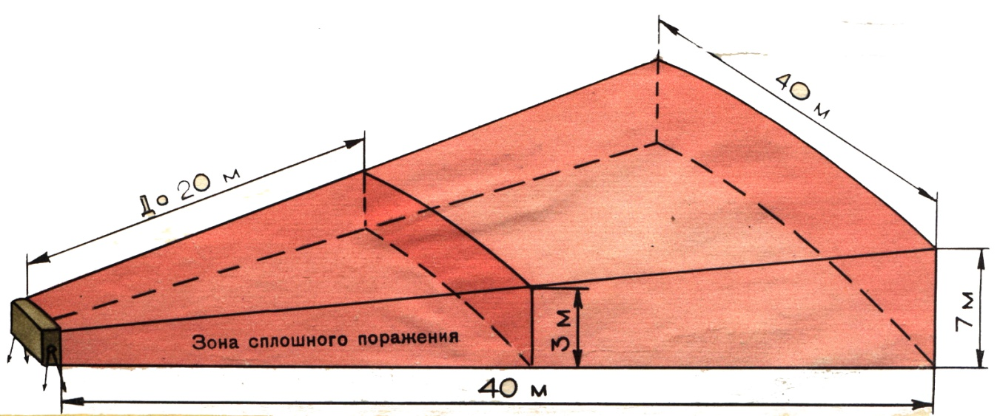 40 м
До 20 м
Зона сплошного поражения
3 м
7 м
40 м